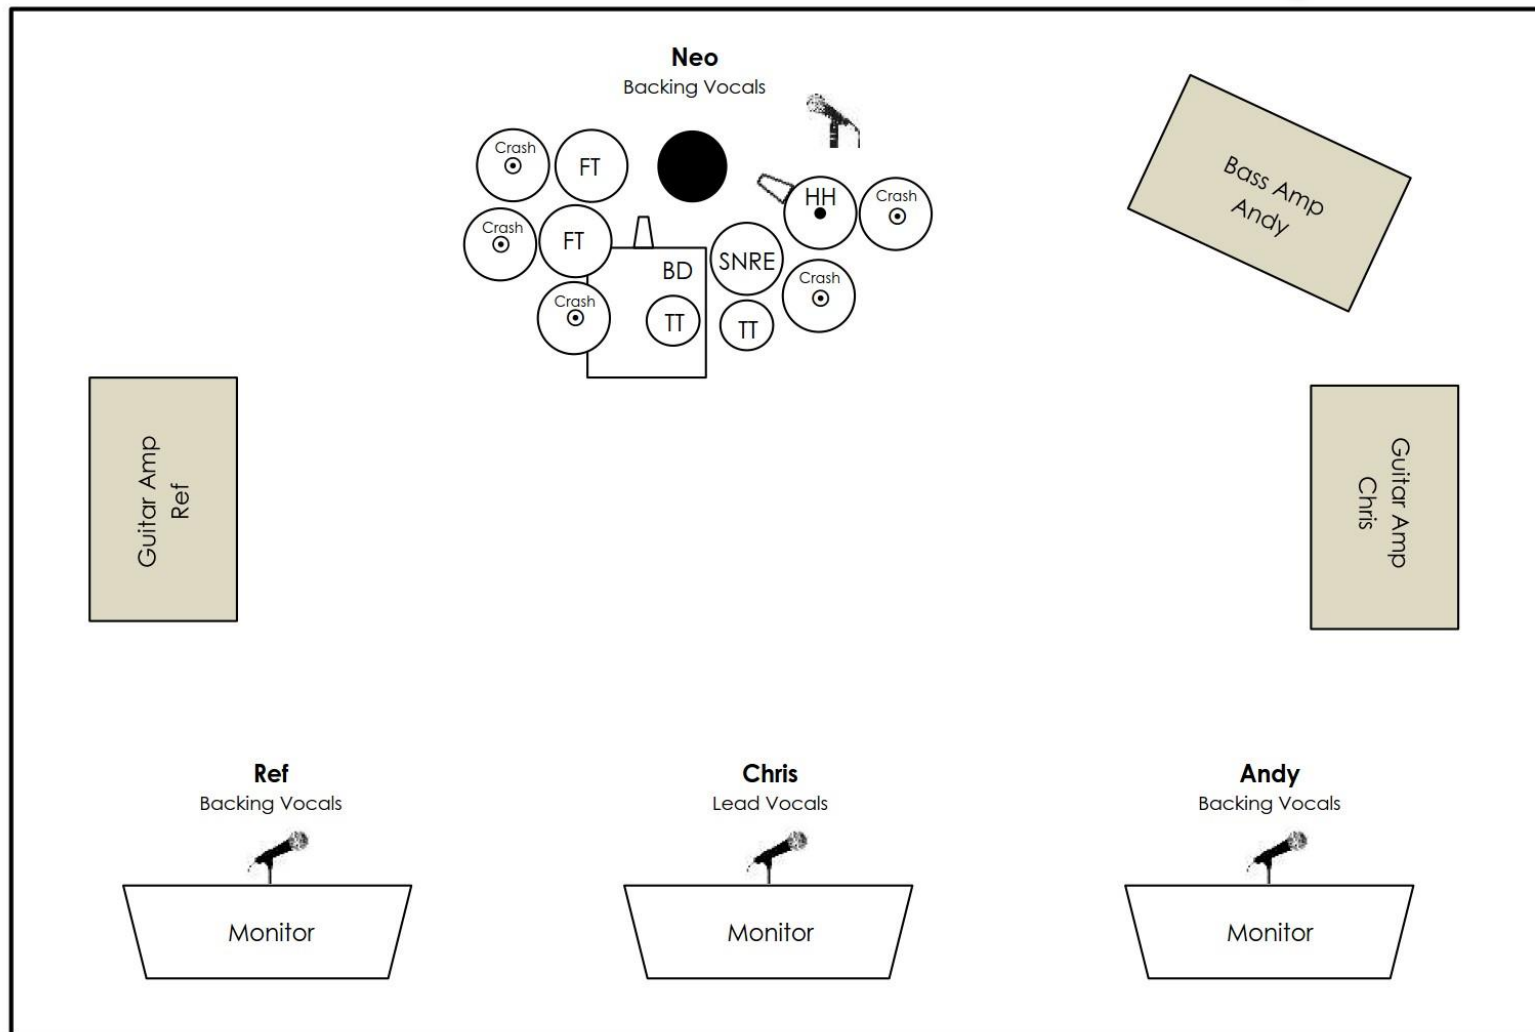 Neo
Backing Vocals
Crash
FT
HH
Crash
Crash
FT
SNRE
BD
Crash
Crash
TT
TT
Bass Amp
Andy
Guitar Amp
Ref
Guitar Amp
Chris
Ref
Backing Vocals
Chris
Lead Vocals
Andy
Backing Vocals
Monitor
Monitor
Monitor